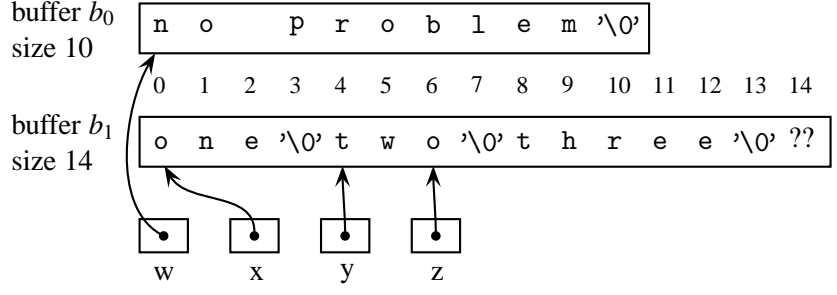 buffer b₀
size 10
n o p r o b l e m '\0'
0 1 2 3 4 5 6 7 8 9 10 11 12 13 14
buffer b₁
size 14
o n e '\0' t w o '\0' t h r e e '\0' ??
w x y z